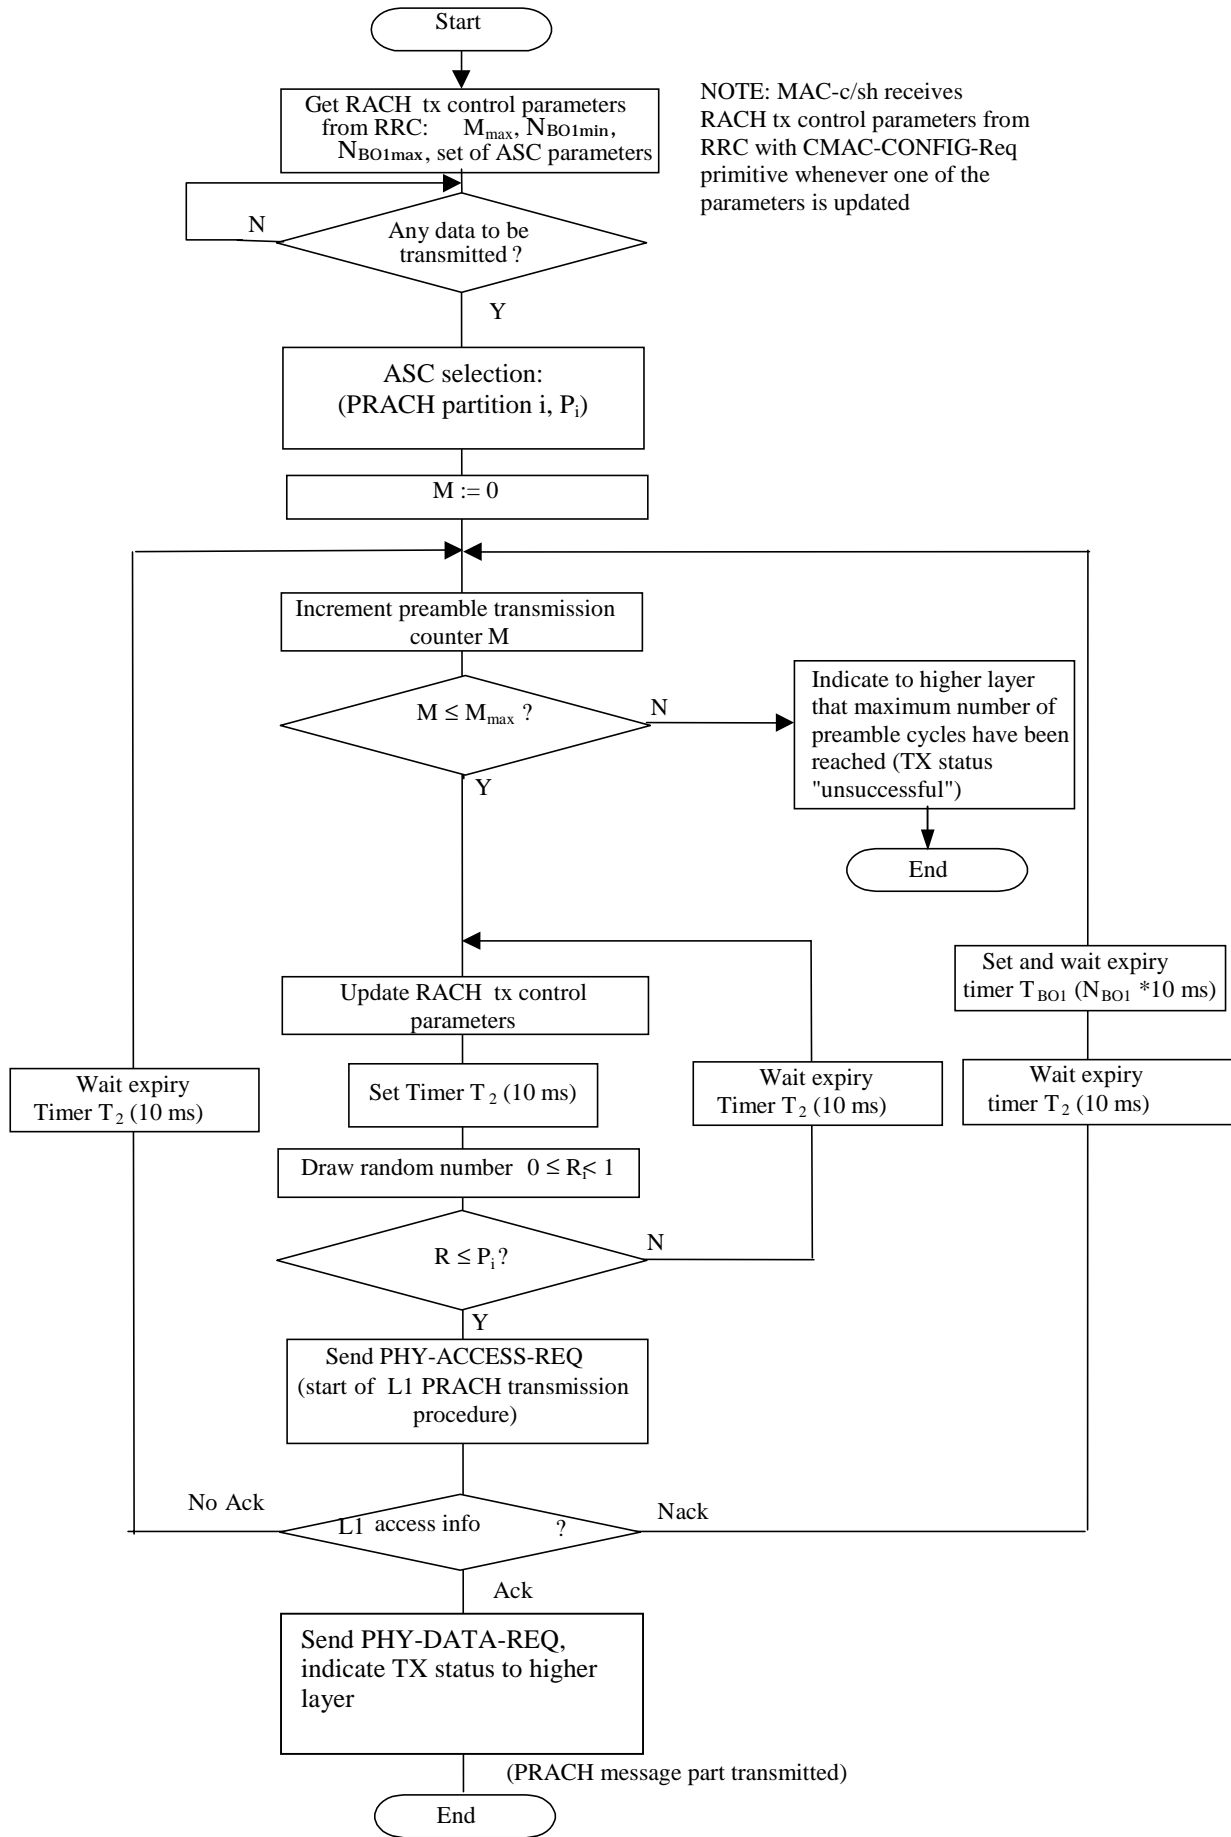 Start
Get RACH tx control parameters
from RRC: Mmax, NBO1min,
NBO1max, set of ASC parameters
NOTE: MAC-c/sh receives
RACH tx control parameters from
RRC with CMAC-CONFIG-Req
primitive whenever one of the
parameters is updated
N
Any data to be
transmitted ?
Y
ASC selection:
(PRACH partition i, Pi)
M := 0
Increment preamble transmission
counter M
M ≤ Mmax ?
N
Y
Indicate to higher layer
that maximum number of
preamble cycles have been
reached (TX status
"unsuccessful")
End
Update RACH tx control
parameters
Set and wait expiry
timer TBO1 (NBO1 *10 ms)
Wait expiry
Timer T2 (10 ms)
Set Timer T2 (10 ms)
Wait expiry
Timer T2 (10 ms)
Wait expiry
timer T2 (10 ms)
Draw random number 0 ≤ Ri< 1
R ≤ Pi?
N
Y
Send PHY-ACCESS-REQ
(start of L1 PRACH transmission
procedure)
No Ack
L1 access info ?
Nack
Ack
Send PHY-DATA-REQ,
indicate TX status to higher
layer
(PRACH message part transmitted)
End